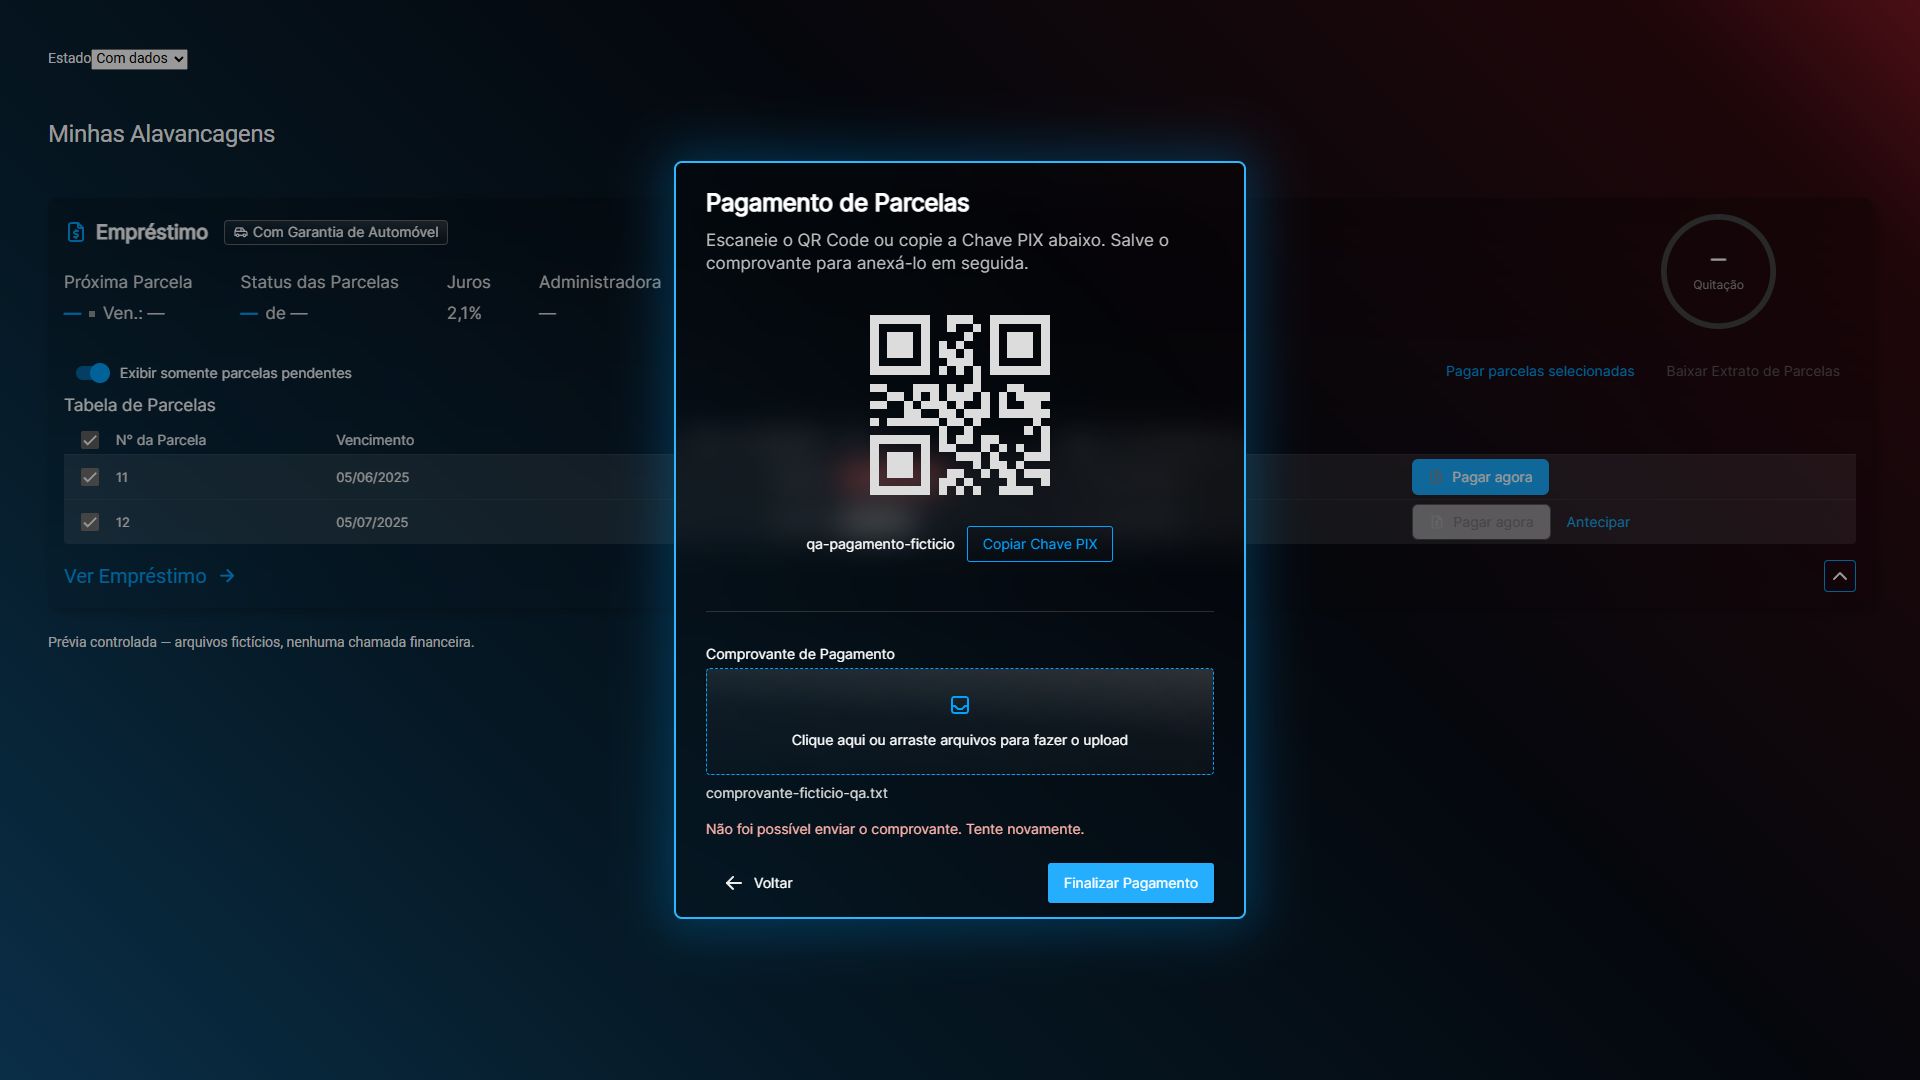 Estado Com dados
Minhas Alavancagens
Empréstimo
Com Garantia de Automóvel
Próxima Parcela
Status das Parcelas
Juros
Administradora
— Ven.: —
— de —
2,1%
—
—
Quitação
Exibir somente parcelas pendentes
Pagar parcelas selecionadas
Baixar Extrato de Parcelas
Tabela de Parcelas
Nº da Parcela
Vencimento
11
05/06/2025
Pagar agora
12
05/07/2025
Pagar agora
Antecipar
Ver Empréstimo
Prévia controlada — arquivos fictícios, nenhuma chamada financeira.
Pagamento de Parcelas
Escaneie o QR Code ou copie a Chave PIX abaixo. Salve o
comprovante para anexá-lo em seguida.
qa-pagamento-ficticio
Copiar Chave PIX
Comprovante de Pagamento
Clique aqui ou arraste arquivos para fazer o upload
comprovante-ficticio-qa.txt
Não foi possível enviar o comprovante. Tente novamente.
Voltar
Finalizar Pagamento